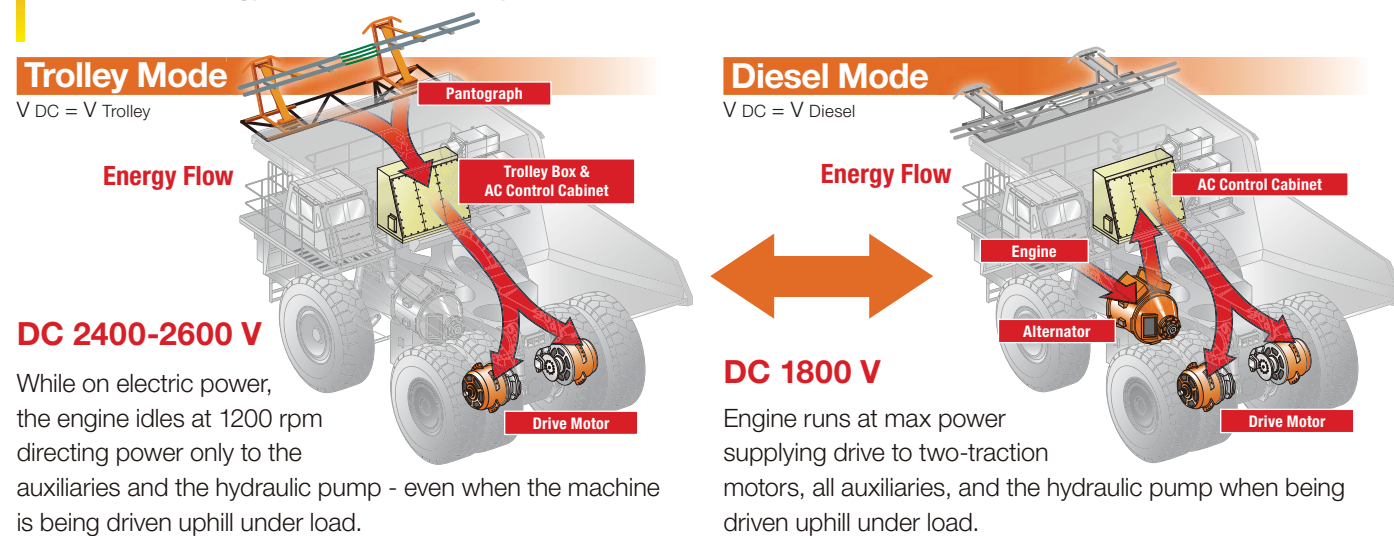 Trolley Mode
V DC = V Trolley
Pantograph
Energy Flow
Trolley Box &
AC Control Cabinet
DC 2400-2600 V
While on electric power,
the engine idles at 1200 rpm
directing power only to the
auxiliaries and the hydraulic pump - even when the machine
is being driven uphill under load.
Drive Motor
Diesel Mode
V DC = V Diesel
Energy Flow
AC Control Cabinet
Engine
Alternator
DC 1800 V
Engine runs at max power
supplying drive to two-traction
motors, all auxiliaries, and the hydraulic pump when being
driven uphill under load.
Drive Motor